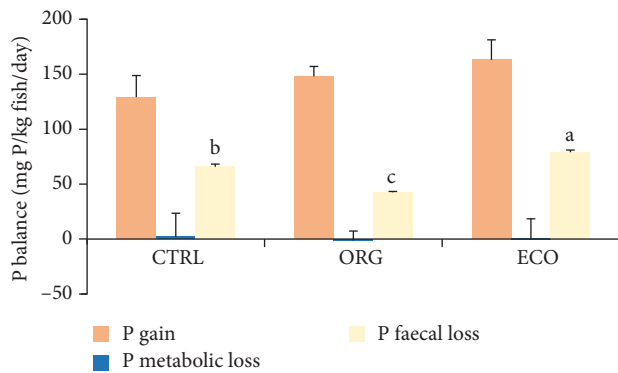 P balance (mg P/kg fish/day)
200
150
100
50
0
−50
b
c
a
CTRL
ORG
ECO
P gain
P faecal loss
P metabolic loss